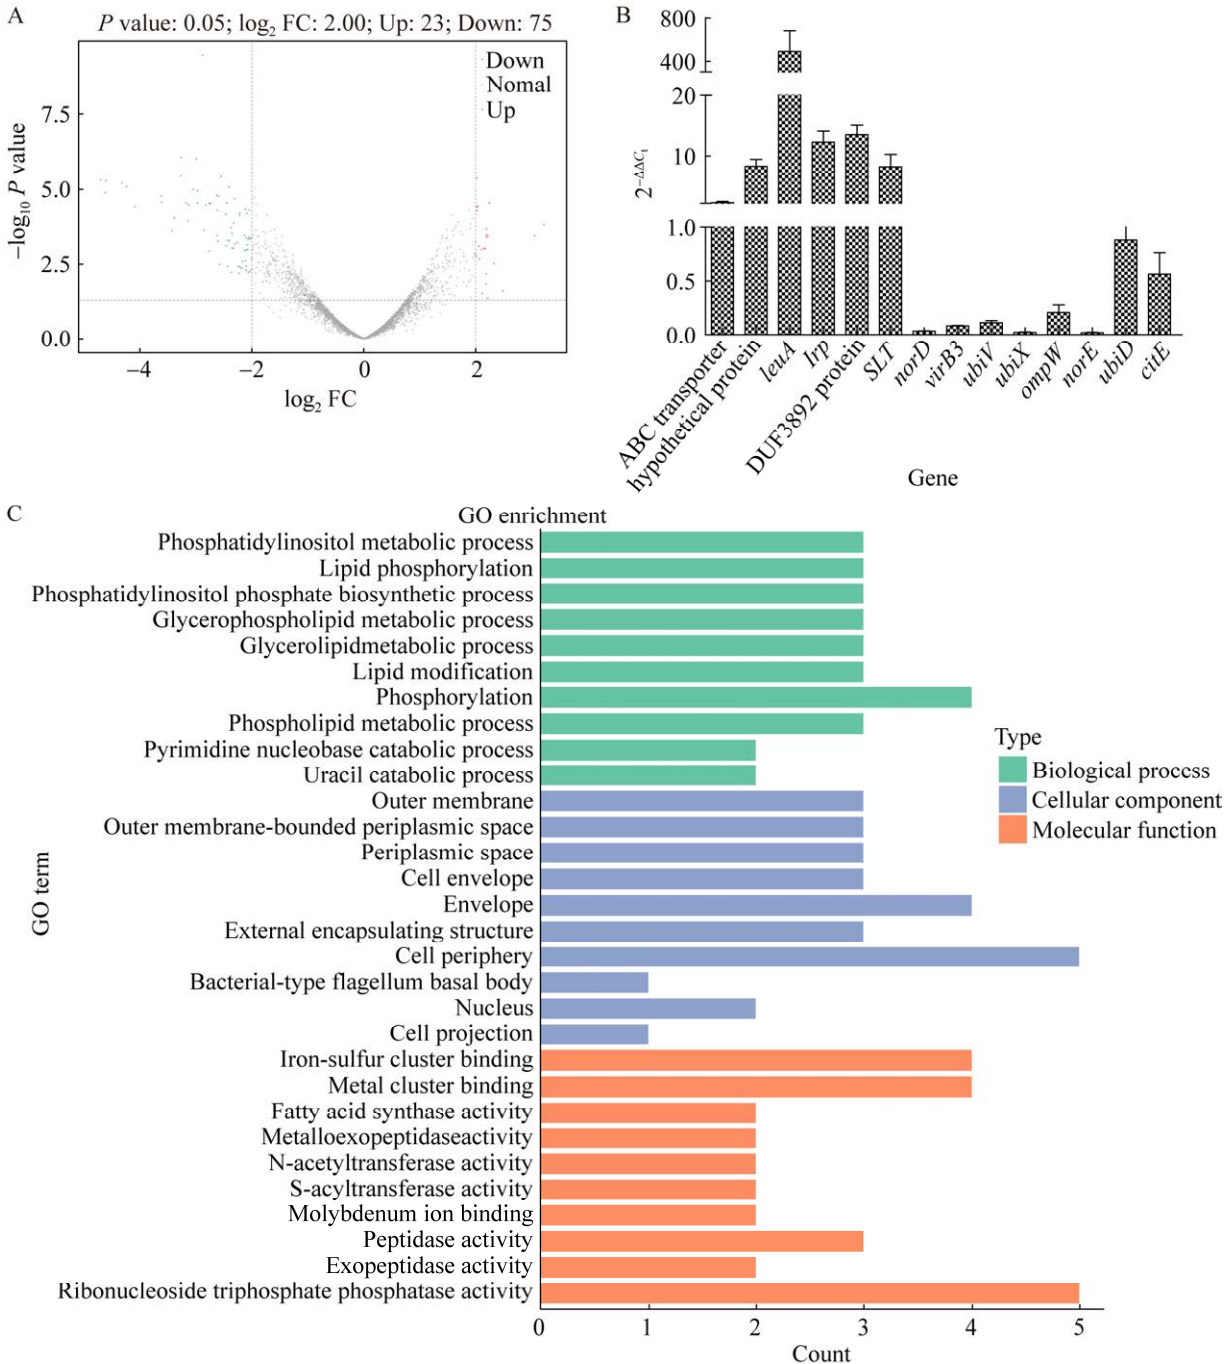 A
P value: 0.05; log₂ FC: 2.00; Up: 23; Down: 75
Down
Nomal
Up
7.5
5.0
2.5
0.0
−log₁₀ P value
−4
−2
0
2
log₂ FC
B
800
400
20
10
1.0
0.5
0.0
2^−ΔΔCt
ABC transporter
hypothetical protein
leuA
Irp
DUF3892 protein
SLT
norD
virB3
ubiV
ubiX
ompW
norE
ubiD
citE
Gene
C
GO enrichment
Phosphatidylinositol metabolic process
Lipid phosphorylation
Phosphatidylinositol phosphate biosynthetic process
Glycerophospholipid metabolic process
Glycerolipidmetabolic process
Lipid modification
Phosphorylation
Phospholipid metabolic process
Pyrimidine nucleobase catabolic process
Uracil catabolic process
Outer membrane
Outer membrane-bounded periplasmic space
Periplasmic space
Cell envelope
Envelope
External encapsulating structure
Cell periphery
Bacterial-type flagellum basal body
Nucleus
Cell projection
Iron-sulfur cluster binding
Metal cluster binding
Fatty acid synthase activity
Metalloexopeptidaseactivity
N-acetyltransferase activity
S-acyltransferase activity
Molybdenum ion binding
Peptidase activity
Exopeptidase activity
Ribonucleoside triphosphate phosphatase activity
GO term
0
1
2
3
4
5
Count
Type
Biological process
Cellular component
Molecular function